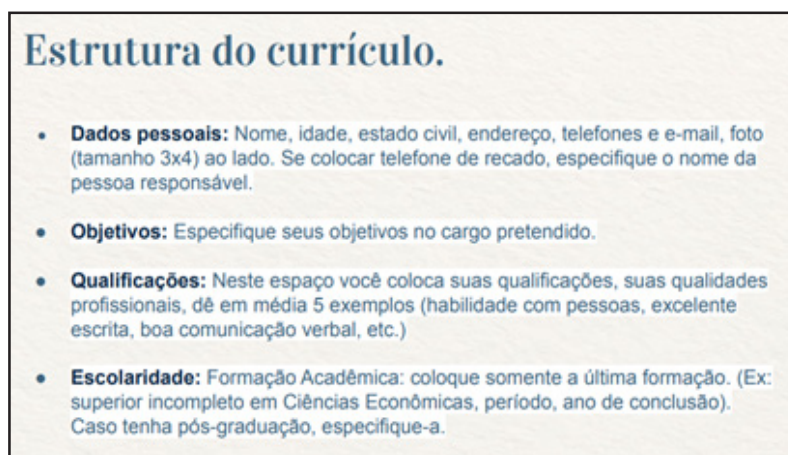 Estrutura do currículo.
• Dados pessoais: Nome, idade, estado civil, endereço, telefones e e-mail, foto
(tamanho 3x4) ao lado. Se colocar telefone de recado, especifique o nome da
pessoa responsável.
• Objetivos: Especifique seus objetivos no cargo pretendido.
• Qualificações: Neste espaço você coloca suas qualificações, suas qualidades
profissionais, dê em média 5 exemplos (habilidade com pessoas, excelente
escrita, boa comunicação verbal, etc.)
• Escolaridade: Formação Acadêmica: coloque somente a última formação. (Ex:
superior incompleto em Ciências Econômicas, período, ano de conclusão).
Caso tenha pós-graduação, especifique-a.